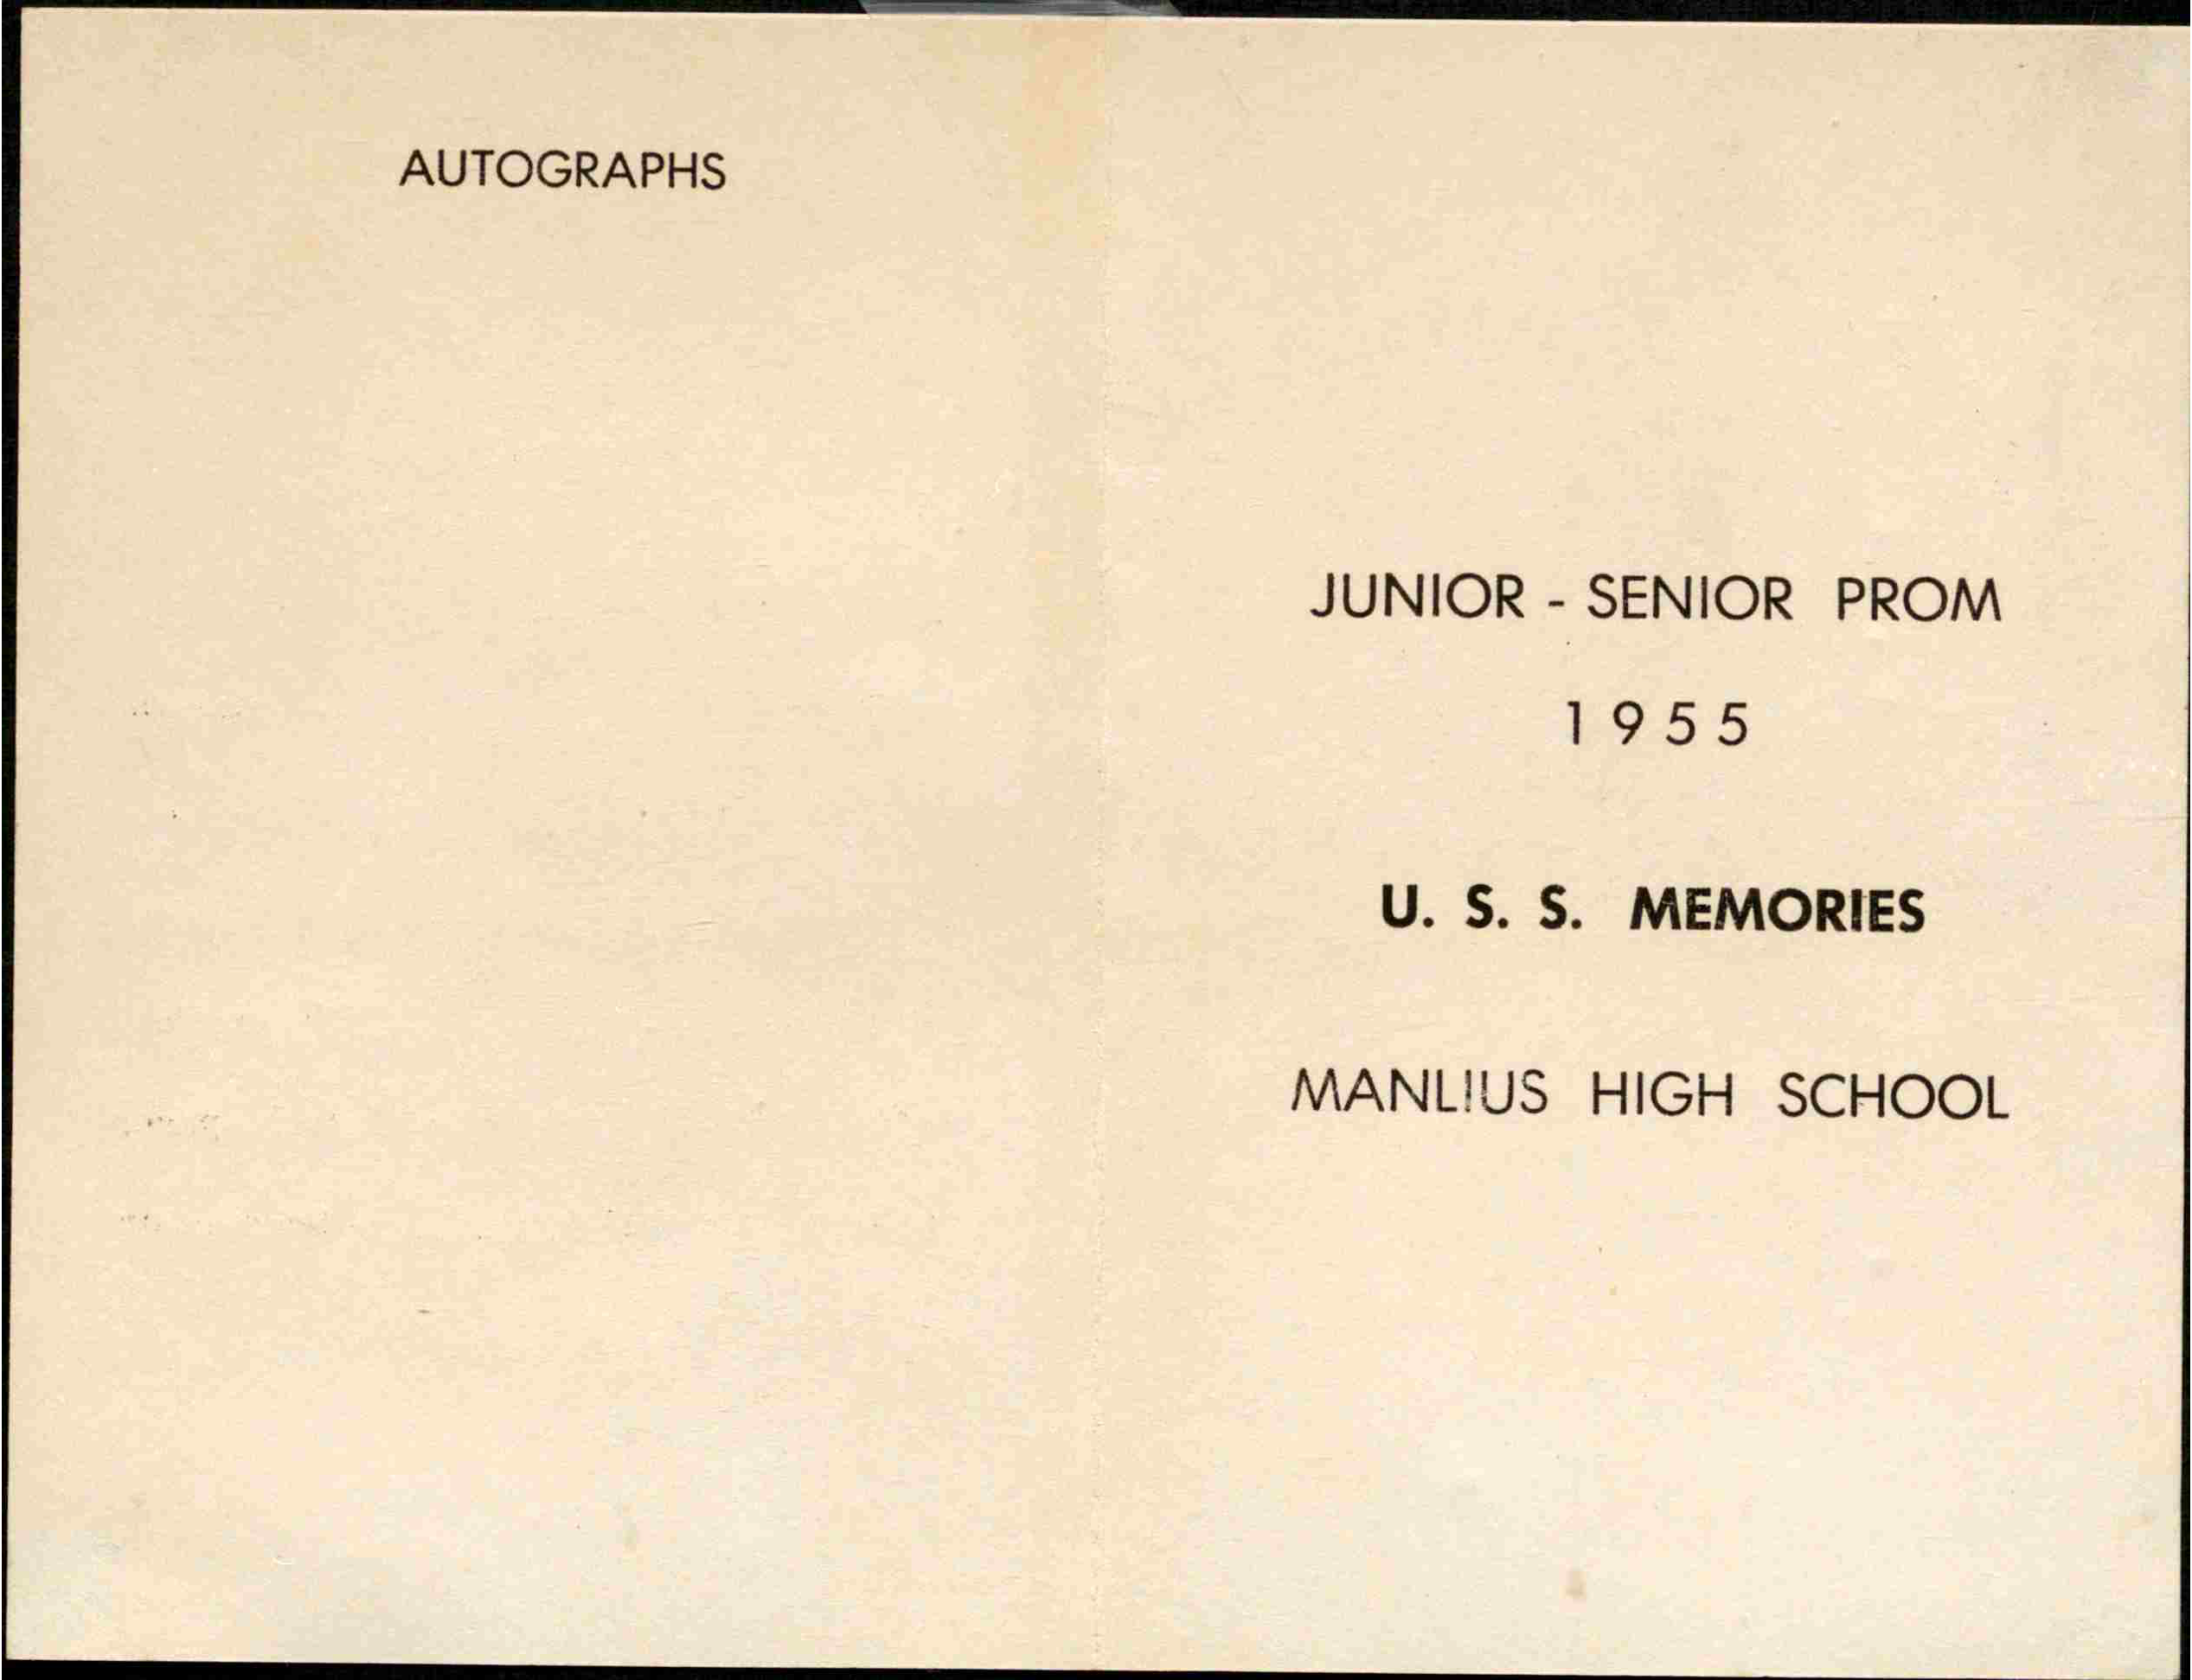 AUTOGRAPHS
JUNIOR - SENIOR PROM
1955
U. S. S. MEMORIES
MANLIUS HIGH SCHOOL